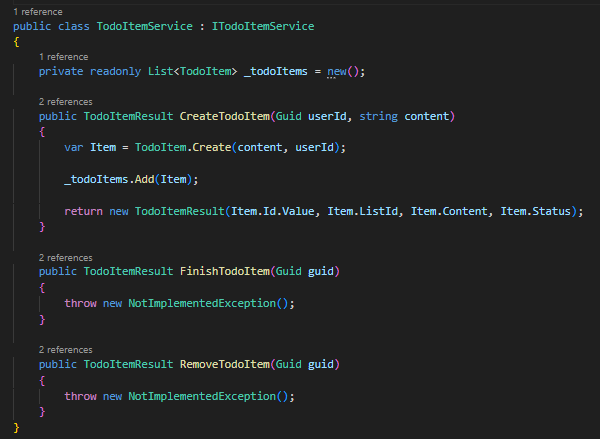 1 reference
public class TodoItemService : ITodoItemService
{
1 reference
private readonly List<TodoItem> _todoItems = new();
2 references
public TodoItemResult CreateTodoItem(Guid userId, string content)
{
var Item = TodoItem.Create(content, userId);
_todoItems.Add(Item);
return new TodoItemResult(Item.Id.Value, Item.ListId, Item.Content, Item.Status);
}
2 references
public TodoItemResult FinishTodoItem(Guid guid)
{
throw new NotImplementedException();
}
2 references
public TodoItemResult RemoveTodoItem(Guid guid)
{
throw new NotImplementedException();
}
}